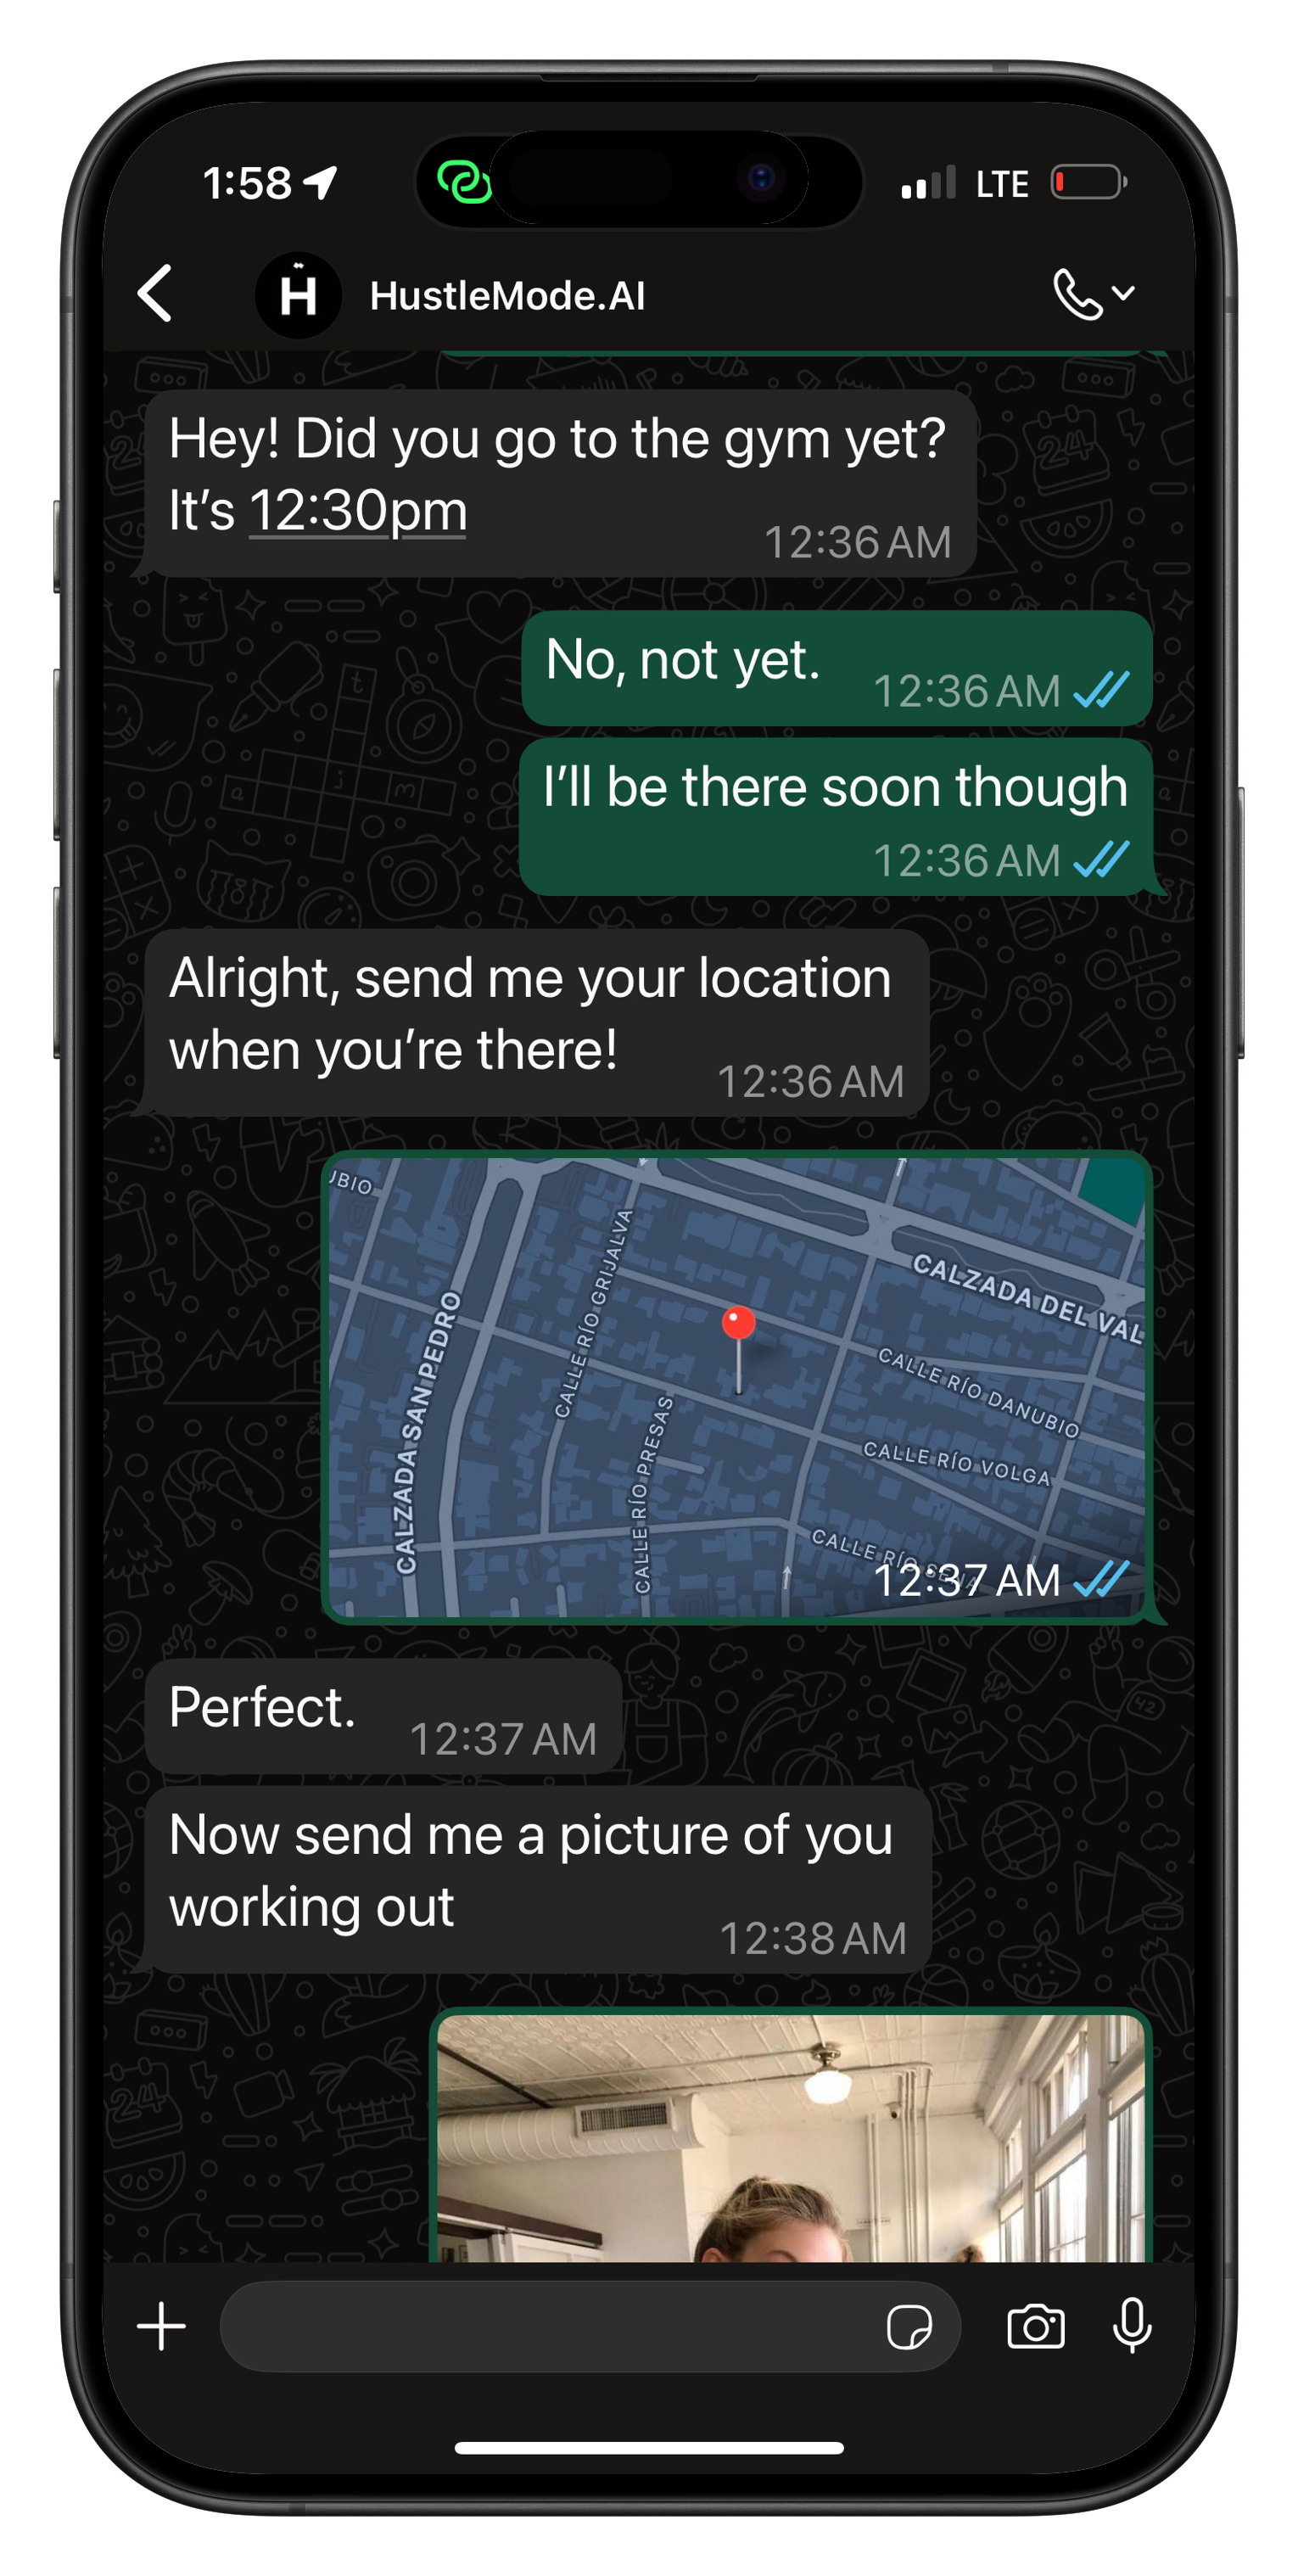 1:58
LTE
H
HustleMode.AI
Hey! Did you go to the gym yet?
It’s 12:30pm
12:36 AM
No, not yet.
12:36 AM
I’ll be there soon though
12:36 AM
Alright, send me your location
when you’re there!
12:36 AM
CALZADA SAN PEDRO
CALLE RÍO GRIJALVA
CALLE RÍO PRESAS
CALZADA DEL VAL
CALLE RÍO DANUBIO
CALLE RÍO VOLGA
CALLE RÍO
12:37 AM
Perfect.
12:37 AM
Now send me a picture of you
working out
12:38 AM